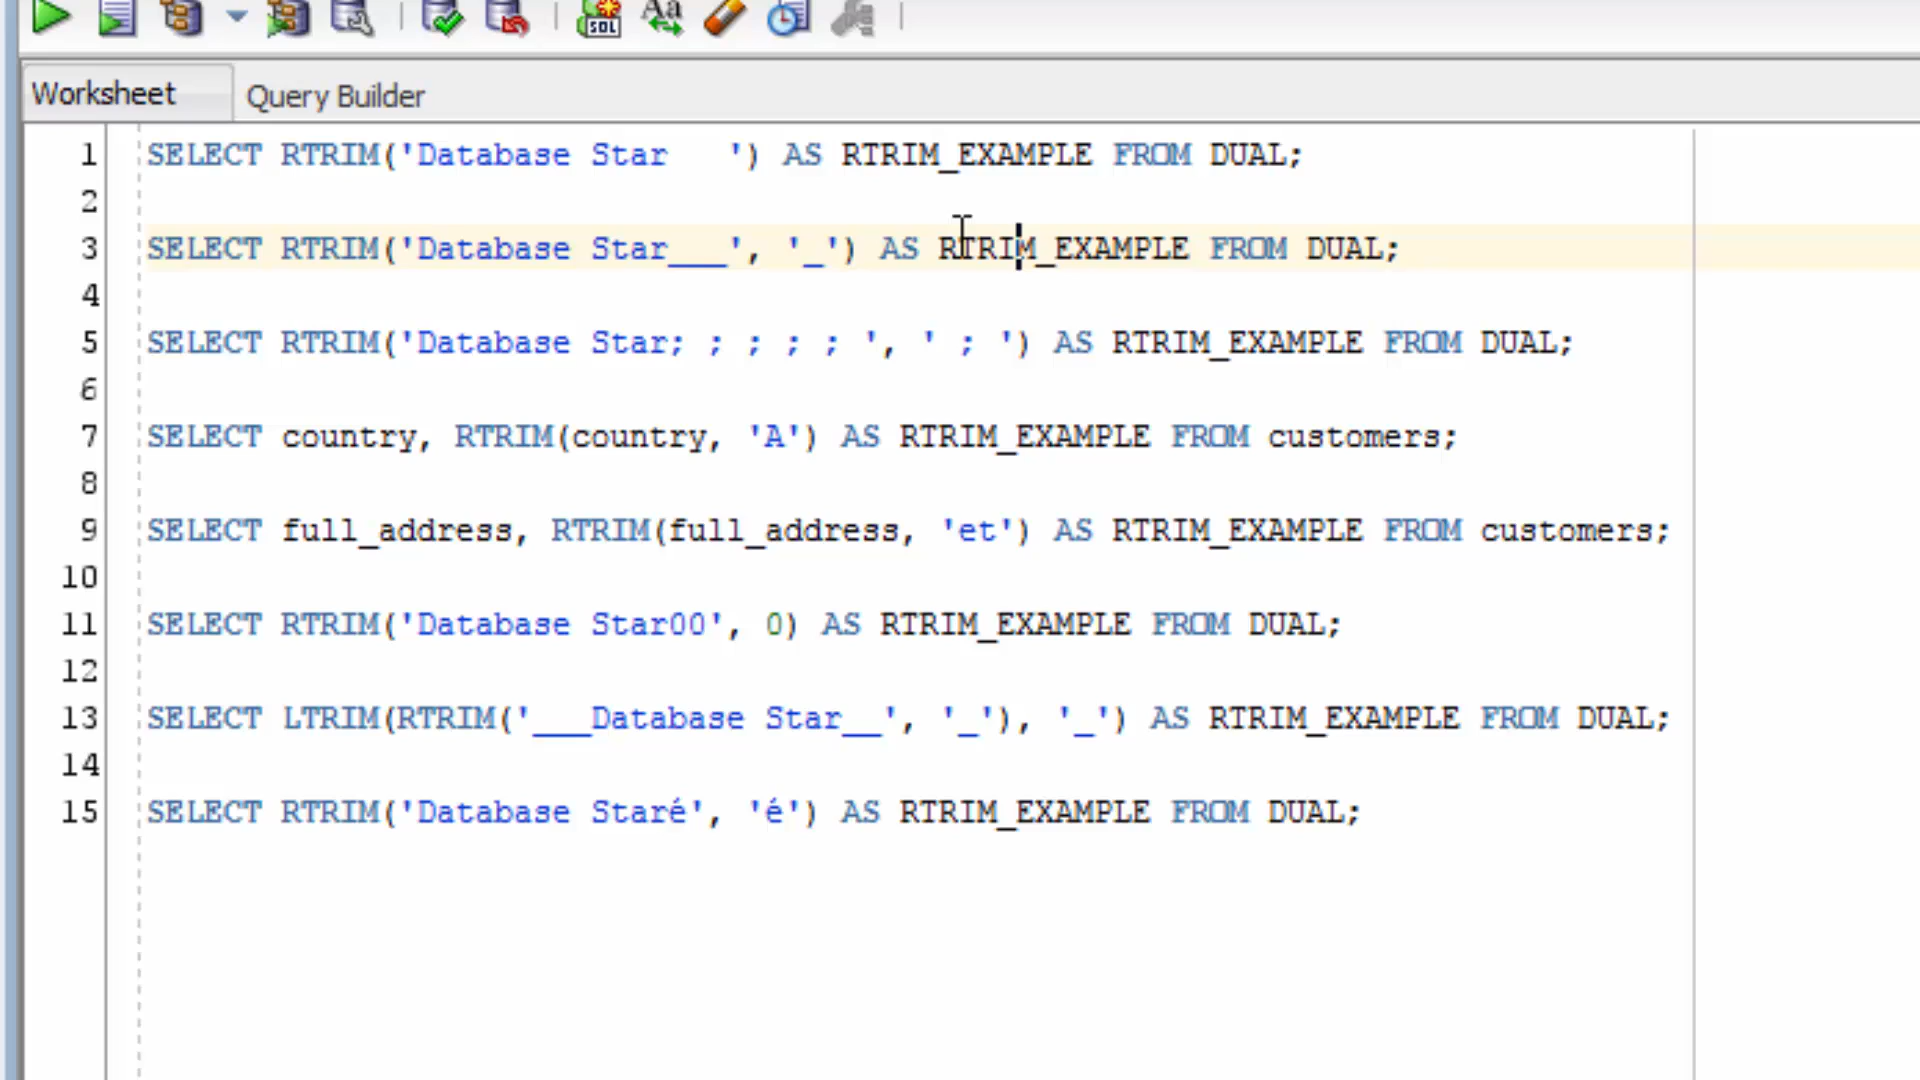 SQL
Aa
Worksheet
Query Builder
1 SELECT RTRIM('Database Star   ') AS RTRIM_EXAMPLE FROM DUAL;
2
3 SELECT RTRIM('Database Star___', '_') AS RTRIM_EXAMPLE FROM DUAL;
4
5 SELECT RTRIM('Database Star; ; ; ; ; ', ' ; ') AS RTRIM_EXAMPLE FROM DUAL;
6
7 SELECT country, RTRIM(country, 'A') AS RTRIM_EXAMPLE FROM customers;
8
9 SELECT full_address, RTRIM(full_address, 'et') AS RTRIM_EXAMPLE FROM customers;
10
11 SELECT RTRIM('Database Star00', 0) AS RTRIM_EXAMPLE FROM DUAL;
12
13 SELECT LTRIM(RTRIM('___Database Star__', '_'), '_') AS RTRIM_EXAMPLE FROM DUAL;
14
15 SELECT RTRIM('Database Staré', 'é') AS RTRIM_EXAMPLE FROM DUAL;